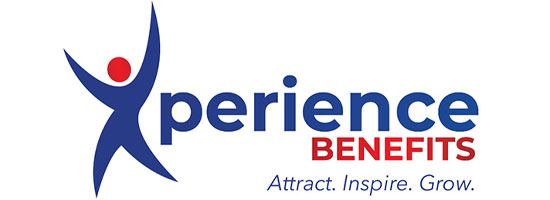 Xperience
BENEFITS
Attract. Inspire. Grow.